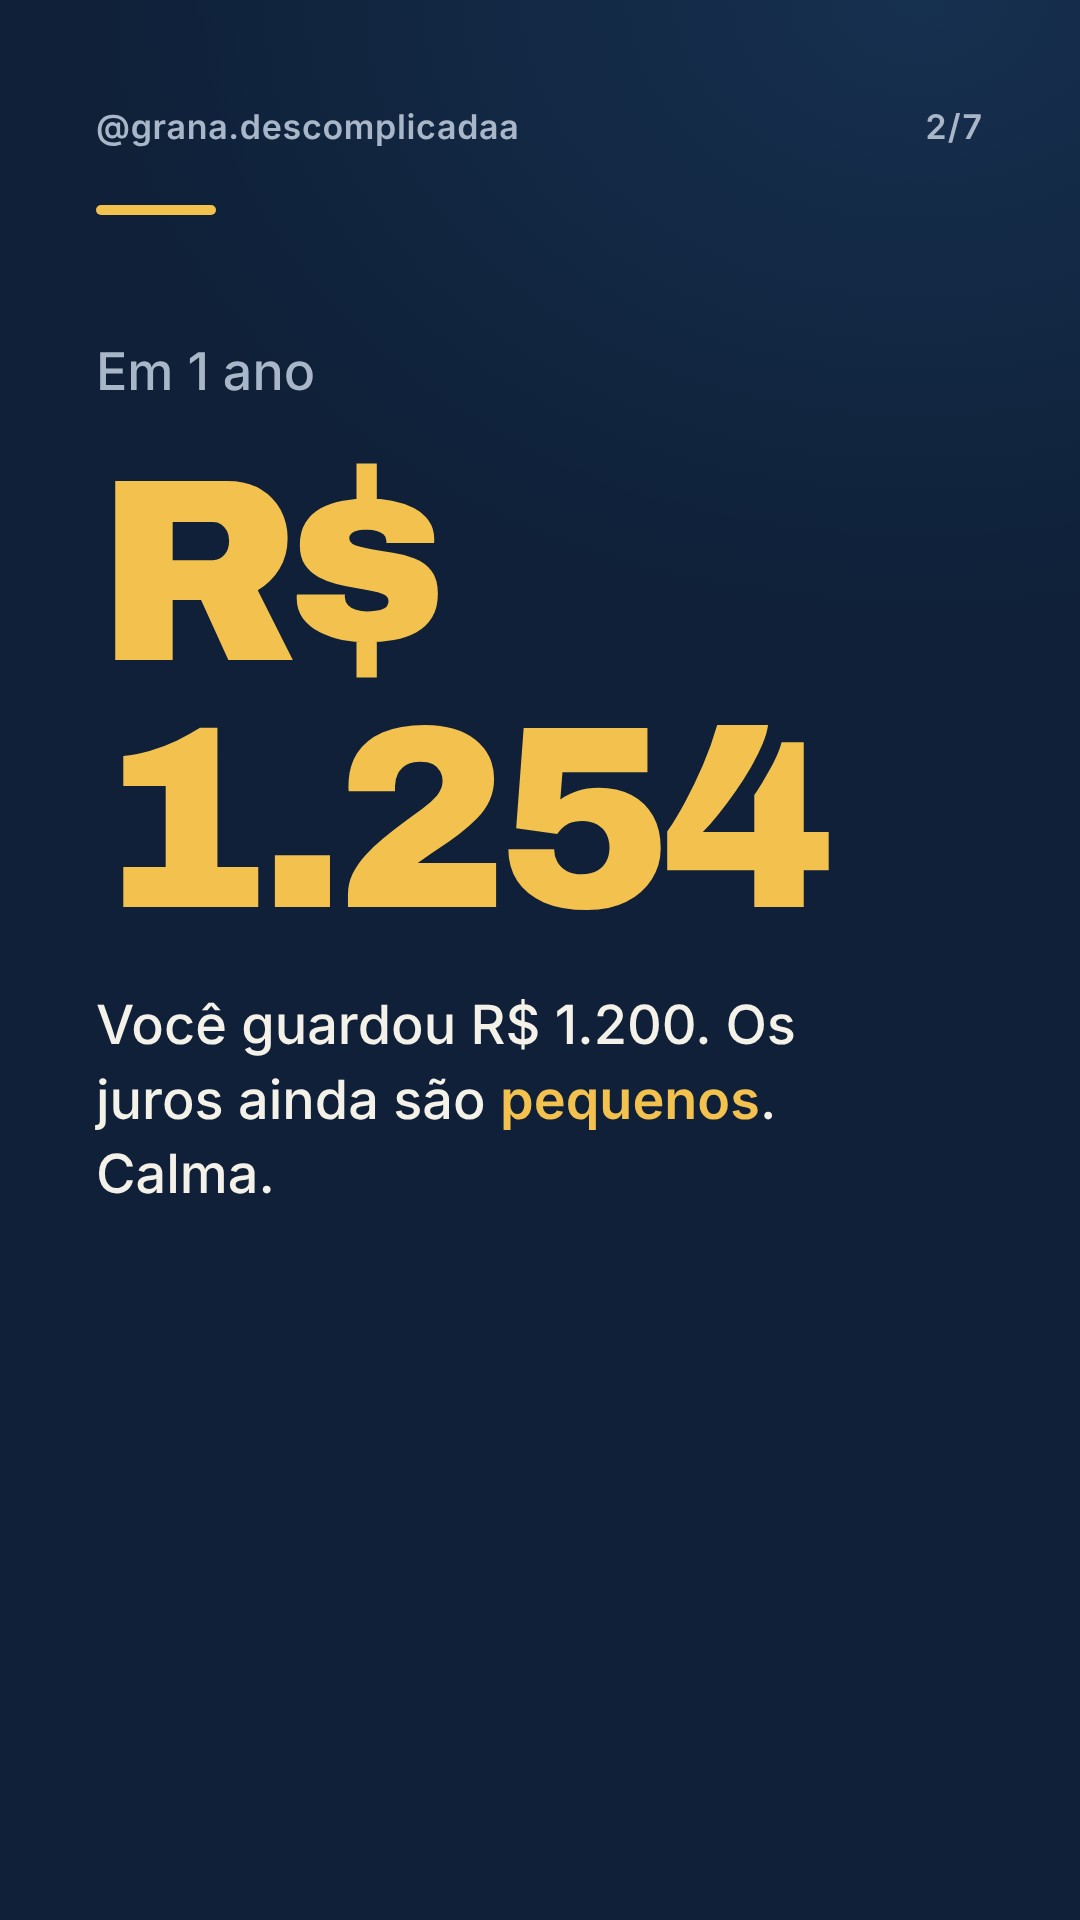 @grana.descomplicadaa
2/7
Em 1 ano
R$
1.254
Você guardou R$ 1.200. Os
juros ainda são pequenos.
Calma.